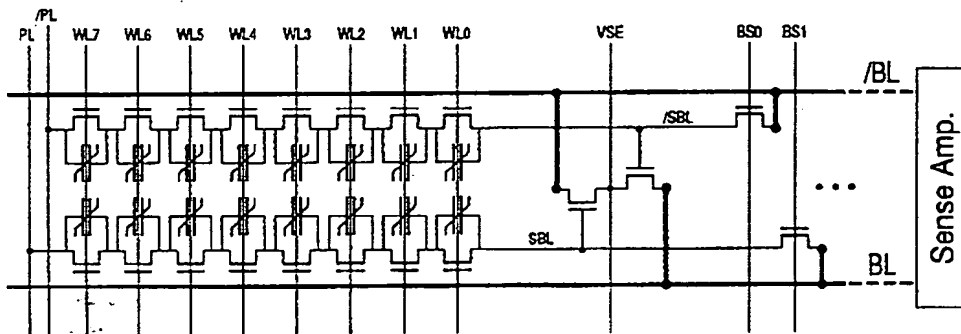 /PL
PL WL7 WL6 WL5 WL4 WL3 WL2 WL1 WL0 VSE BS0 BS1
/BL
/SBL
SBL
BL
Sense Amp.